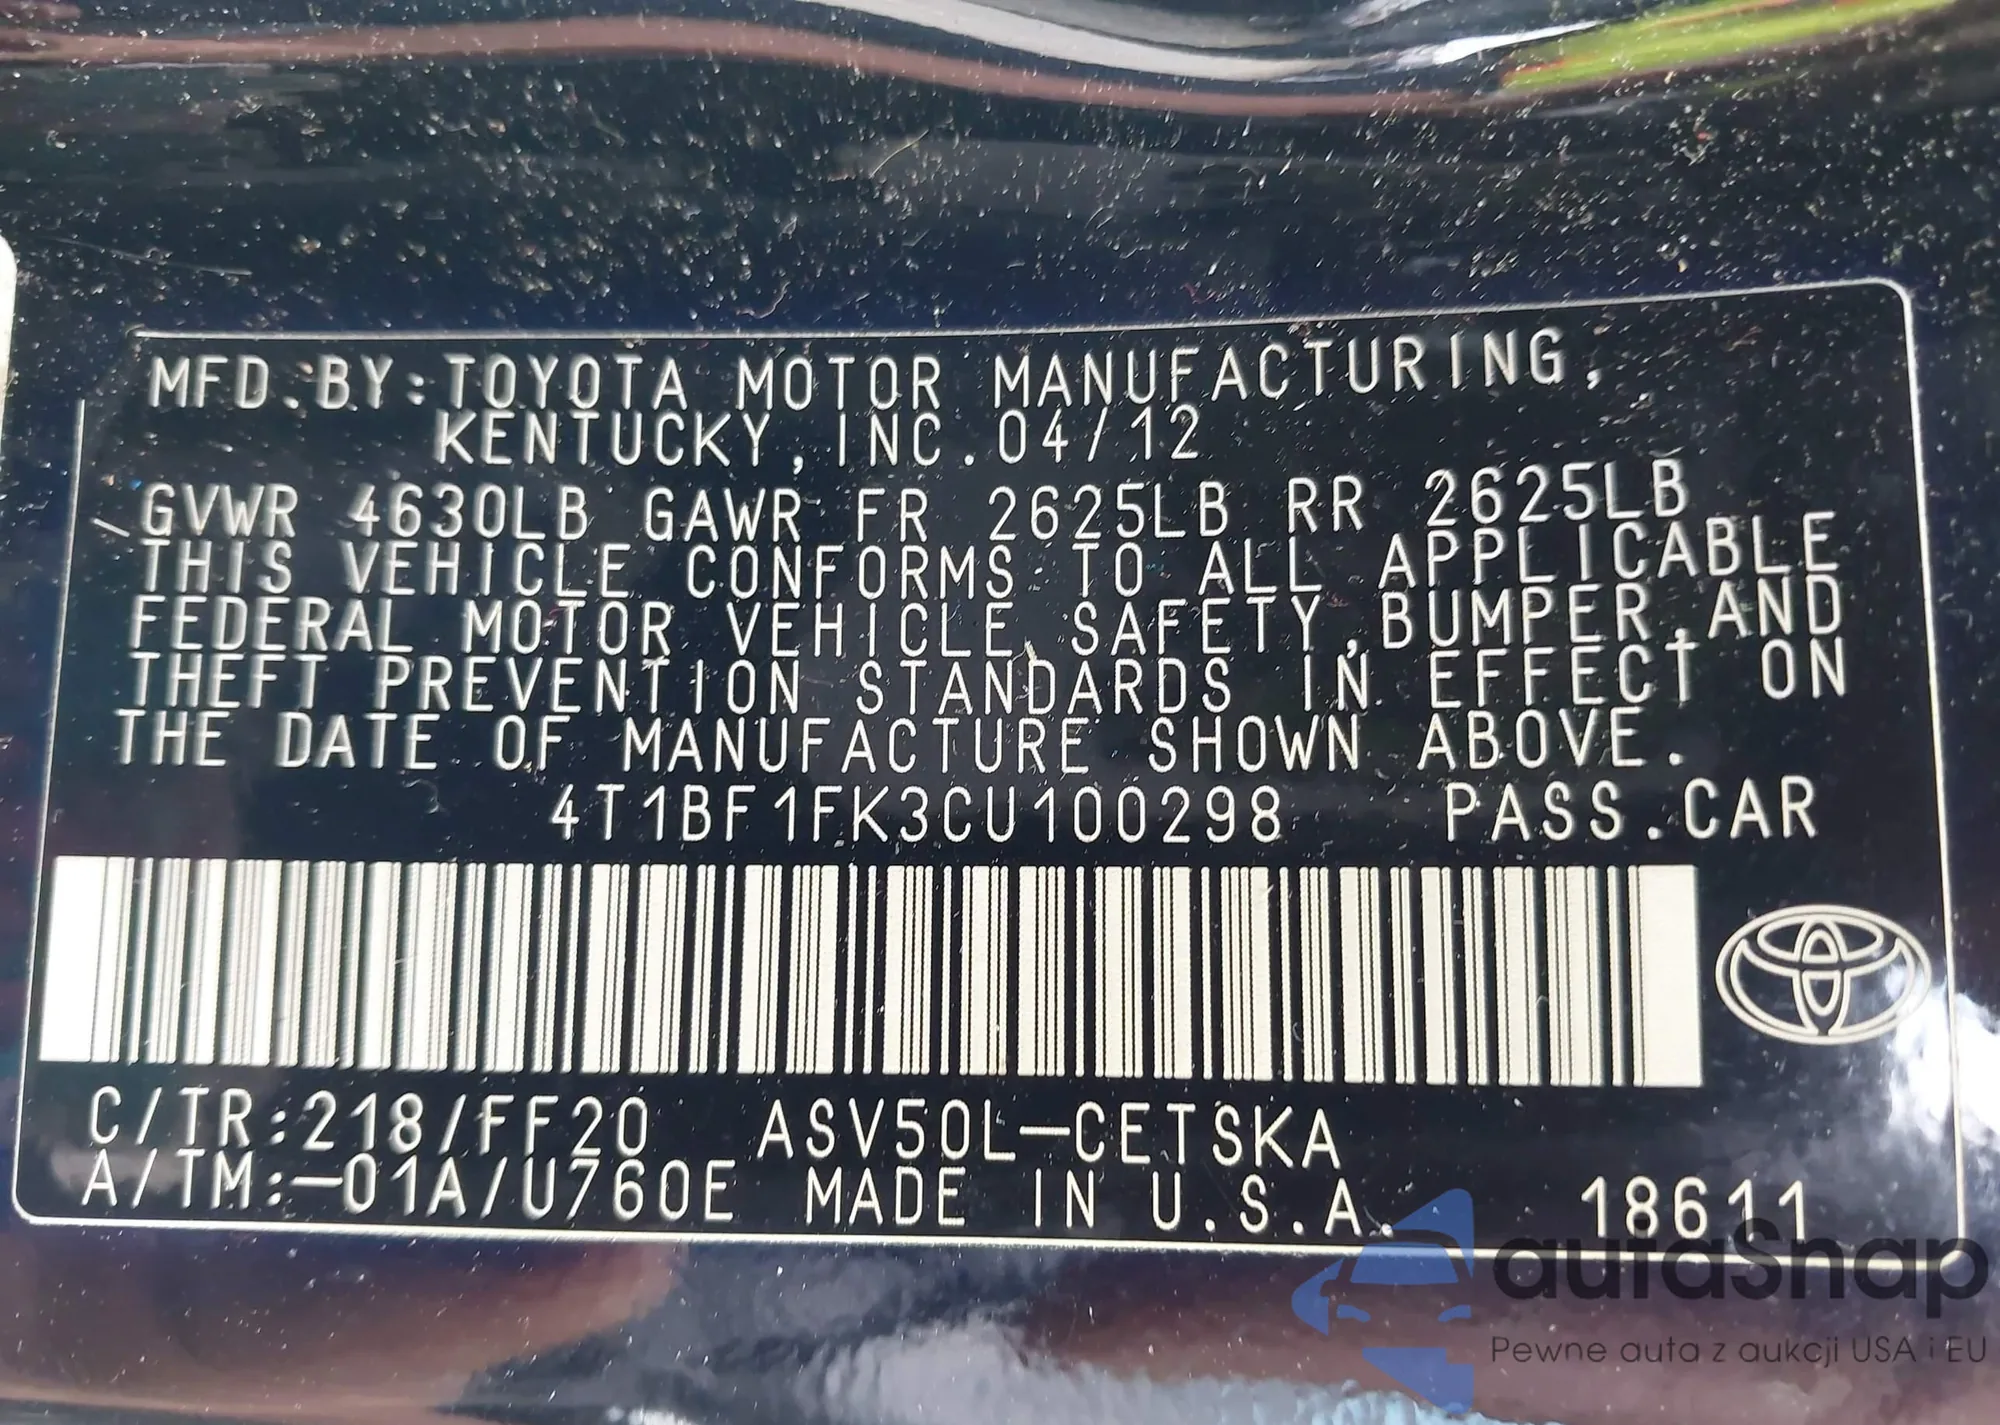 MFD.BY:TOYOTA MOTOR MANUFACTURING,
KENTUCKY,INC.04/12
GVWR 4630LB GAWR FR 2625LB RR 2625LB
THIS VEHICLE CONFORMS TO ALL APPLICABLE
FEDERAL MOTOR VEHICLE SAFETY,BUMPER,AND
THEFT PREVENTION STANDARDS IN EFFECT ON
THE DATE OF MANUFACTURE SHOWN ABOVE.
4T1BF1FK3CU100298 PASS.CAR
C/TR:218/FF20 ASV50L-CETSKA
A/TM:-01A/U760E MADE IN U.S.A. 18611
autaSnap
Pewne auta z aukcji USA i EU